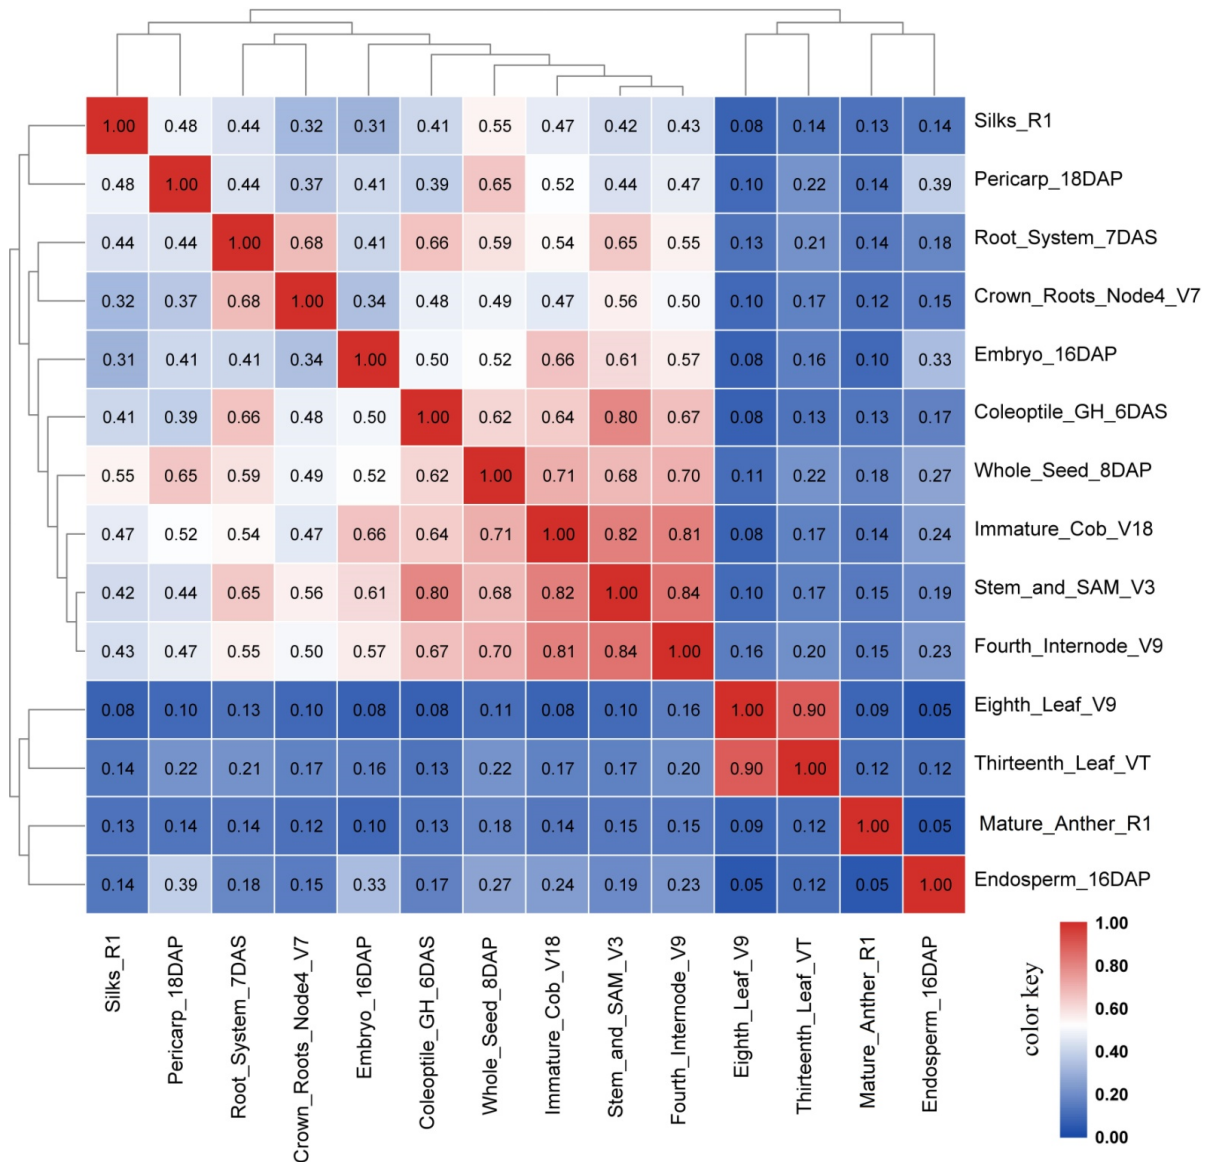 1.00 0.48 0.44 0.32 0.31 0.41 0.55 0.47 0.42 0.43 0.08 0.14 0.13 0.14 Silks_R1
0.48 1.00 0.44 0.37 0.41 0.39 0.65 0.52 0.44 0.47 0.10 0.22 0.14 0.39 Pericarp_18DAP
0.44 0.44 1.00 0.68 0.41 0.66 0.59 0.54 0.65 0.55 0.13 0.21 0.14 0.18 Root_System_7DAS
0.32 0.37 0.68 1.00 0.34 0.48 0.49 0.47 0.56 0.50 0.10 0.17 0.12 0.15 Crown_Roots_Node4_V7
0.31 0.41 0.41 0.34 1.00 0.50 0.52 0.66 0.61 0.57 0.08 0.16 0.10 0.33 Embryo_16DAP
0.41 0.39 0.66 0.48 0.50 1.00 0.62 0.64 0.80 0.67 0.08 0.13 0.13 0.17 Coleoptile_GH_6DAS
0.55 0.65 0.59 0.49 0.52 0.62 1.00 0.71 0.68 0.70 0.11 0.22 0.18 0.27 Whole_Seed_8DAP
0.47 0.52 0.54 0.47 0.66 0.64 0.71 1.00 0.82 0.81 0.08 0.17 0.14 0.24 Immature_Cob_V18
0.42 0.44 0.65 0.56 0.61 0.80 0.68 0.82 1.00 0.84 0.10 0.17 0.15 0.19 Stem_and_SAM_V3
0.43 0.47 0.55 0.50 0.57 0.67 0.70 0.81 0.84 1.00 0.16 0.20 0.15 0.23 Fourth_Internode_V9
0.08 0.10 0.13 0.10 0.08 0.08 0.11 0.08 0.10 0.16 1.00 0.90 0.09 0.05 Eighth_Leaf_V9
0.14 0.22 0.21 0.17 0.16 0.13 0.22 0.17 0.17 0.20 0.90 1.00 0.12 0.12 Thirteenth_Leaf_VT
0.13 0.14 0.14 0.12 0.10 0.13 0.18 0.14 0.15 0.15 0.09 0.12 1.00 0.05 Mature_Anther_R1
0.14 0.39 0.18 0.15 0.33 0.17 0.27 0.24 0.19 0.23 0.05 0.12 0.05 1.00 Endosperm_16DAP
Silks_R1
Pericarp_18DAP
Root_System_7DAS
Crown_Roots_Node4_V7
Embryo_16DAP
Coleoptile_GH_6DAS
Whole_Seed_8DAP
Immature_Cob_V18
Stem_and_SAM_V3
Fourth_Internode_V9
Eighth_Leaf_V9
Thirteenth_Leaf_VT
Mature_Anther_R1
Endosperm_16DAP
color key
1.00
0.80
0.60
0.40
0.20
0.00